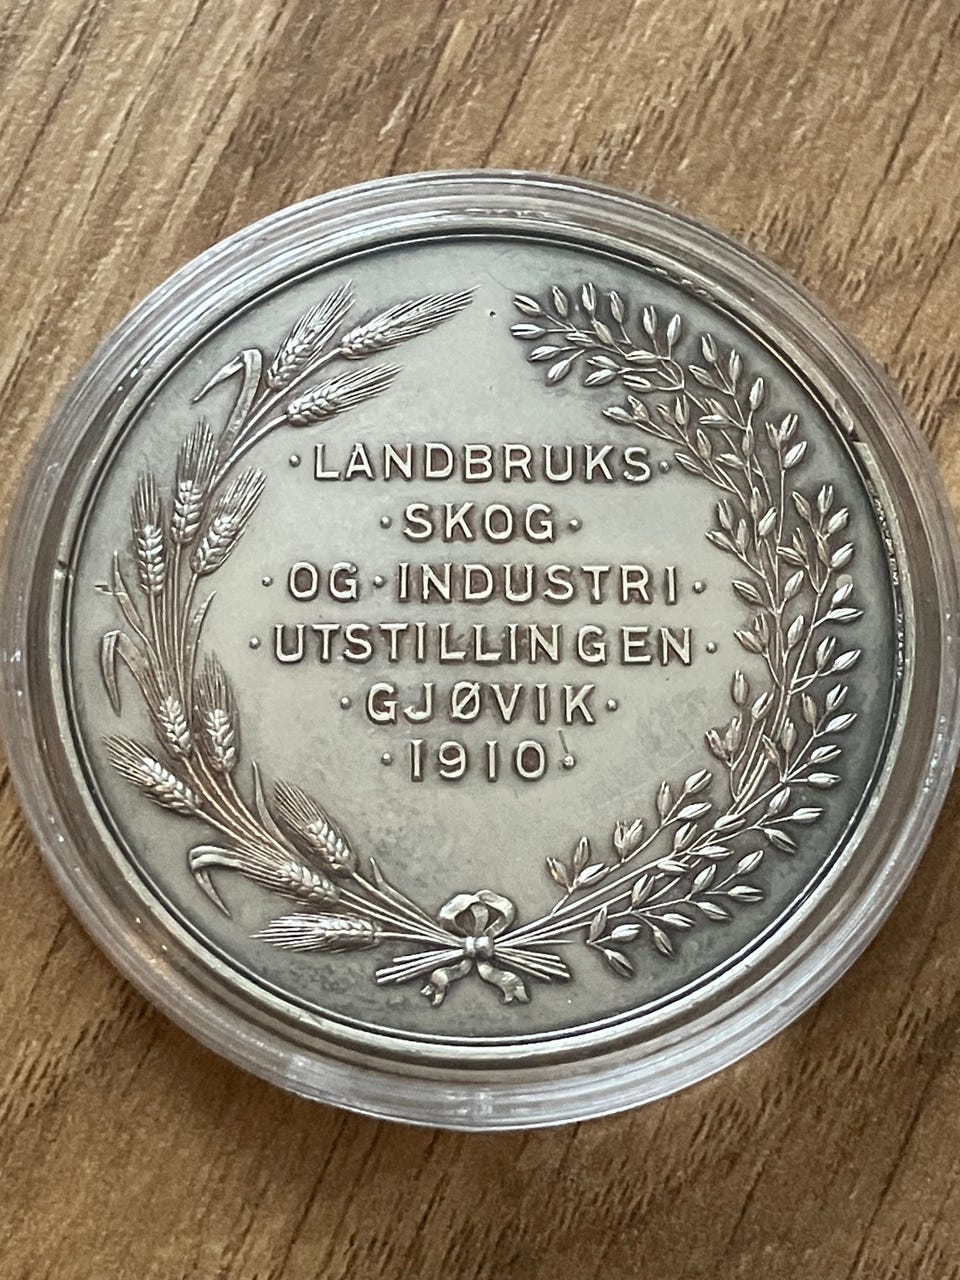 ·LANDBRUKS·
·SKOG·
·OG·INDUSTRI·
·UTSTILLINGEN·
·GJØVIK·
·1910·